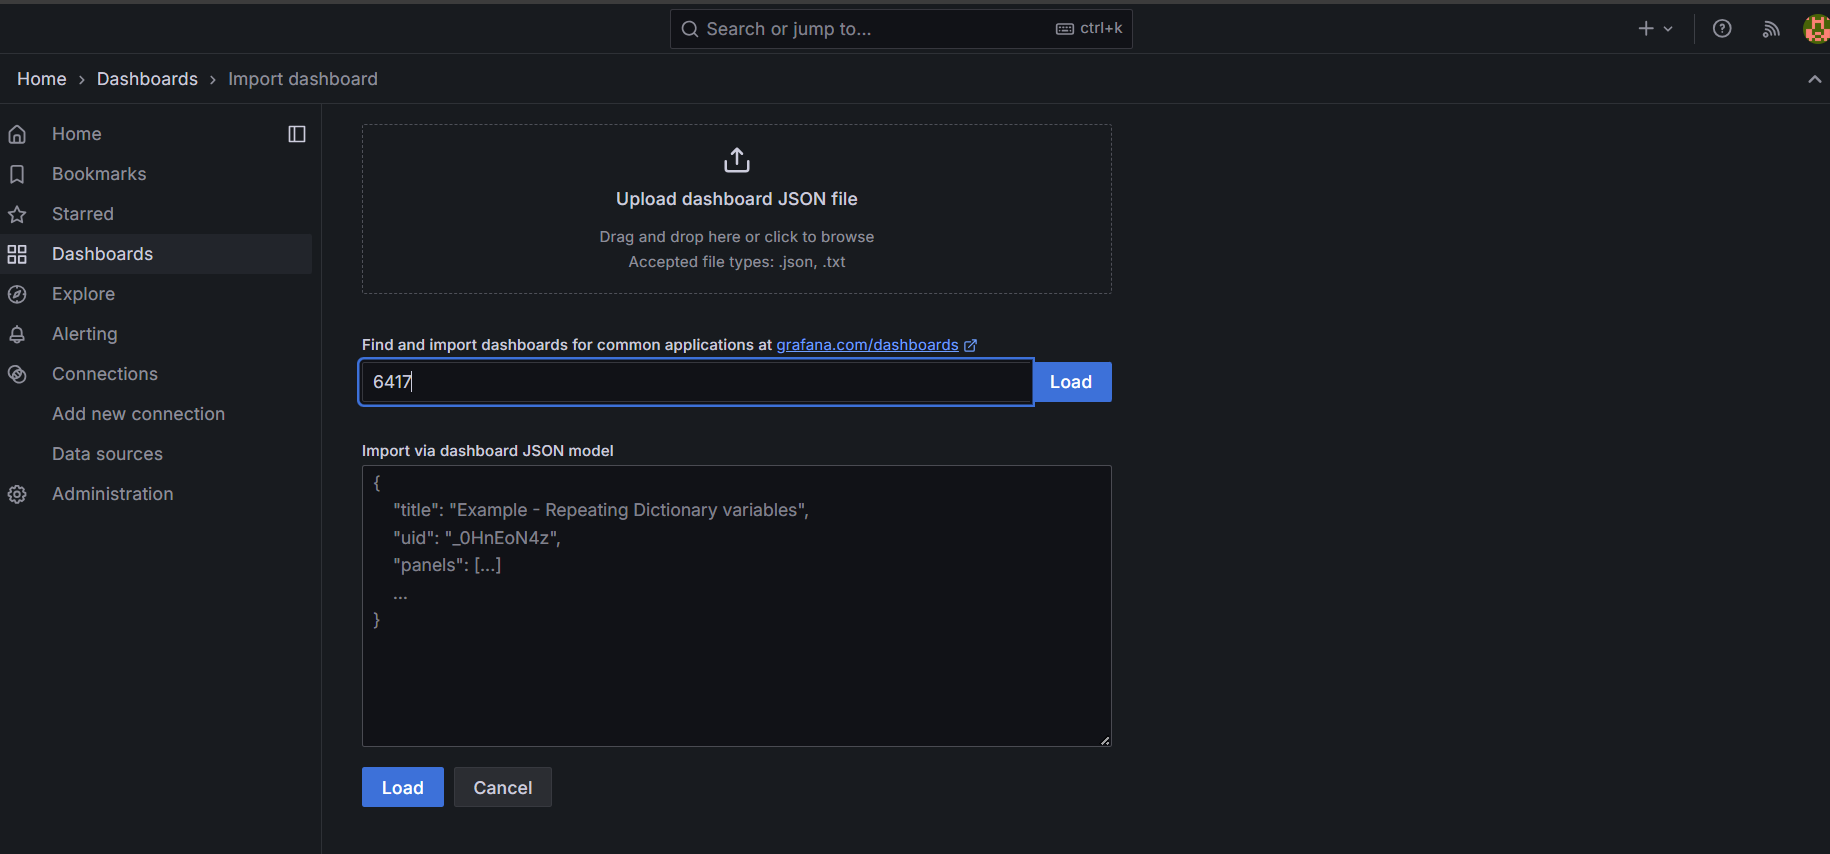 Search or jump to...
ctrl+k
Home › Dashboards › Import dashboard
Home
Bookmarks
Starred
Dashboards
Explore
Alerting
Connections
Add new connection
Data sources
Administration
Upload dashboard JSON file
Drag and drop here or click to browse
Accepted file types: .json, .txt
Find and import dashboards for common applications at grafana.com/dashboards
6417
Load
Import via dashboard JSON model
{
"title": "Example - Repeating Dictionary variables",
"uid": "_0HnEoN4z",
"panels": [...]
...
}
Load
Cancel